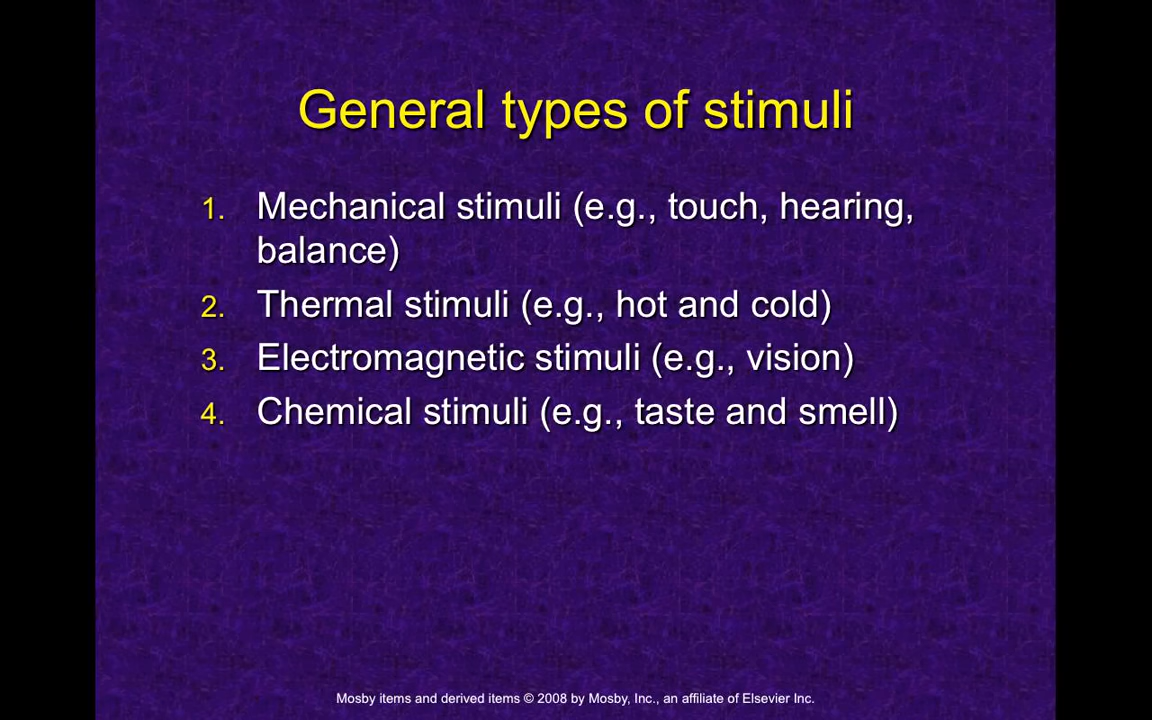 General types of stimuli
1. Mechanical stimuli (e.g., touch, hearing,
balance)
2. Thermal stimuli (e.g., hot and cold)
3. Electromagnetic stimuli (e.g., vision)
4. Chemical stimuli (e.g., taste and smell)
Mosby items and derived items © 2008 by Mosby, Inc., an affiliate of Elsevier Inc.